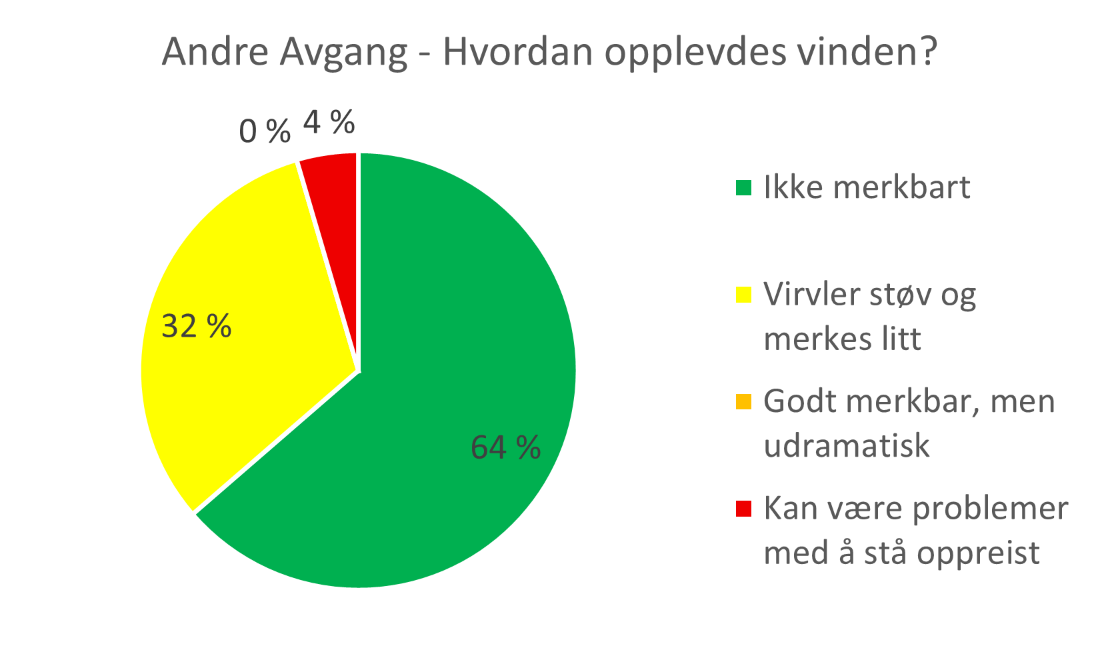 Andre Avgang - Hvordan opplevdes vinden?
0 %
4 %
32 %
64 %
Ikke merkbart
Virvler støv og
merkes litt
Godt merkbar, men
udramatisk
Kan være problemer
med å stå oppreist